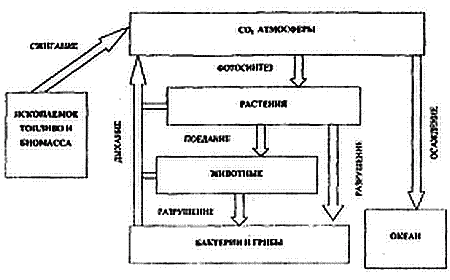 CO₂ АТМОСФЕРЫ
СЖИГАНИЕ
ФОТОСИНТЕЗ
ИСКОПАЕМОЕ
ТОПЛИВО И
БИОМАССА
РАСТЕНИЯ
ДЫХАНИЕ
ПОЕДАНИЕ
РАЗРУШЕНИЕ
ОСАЖДЕНИЕ
ЖИВОТНЫЕ
РАЗРУШЕНИЕ
БАКТЕРИИ И ГРИБЫ
ОКЕАН